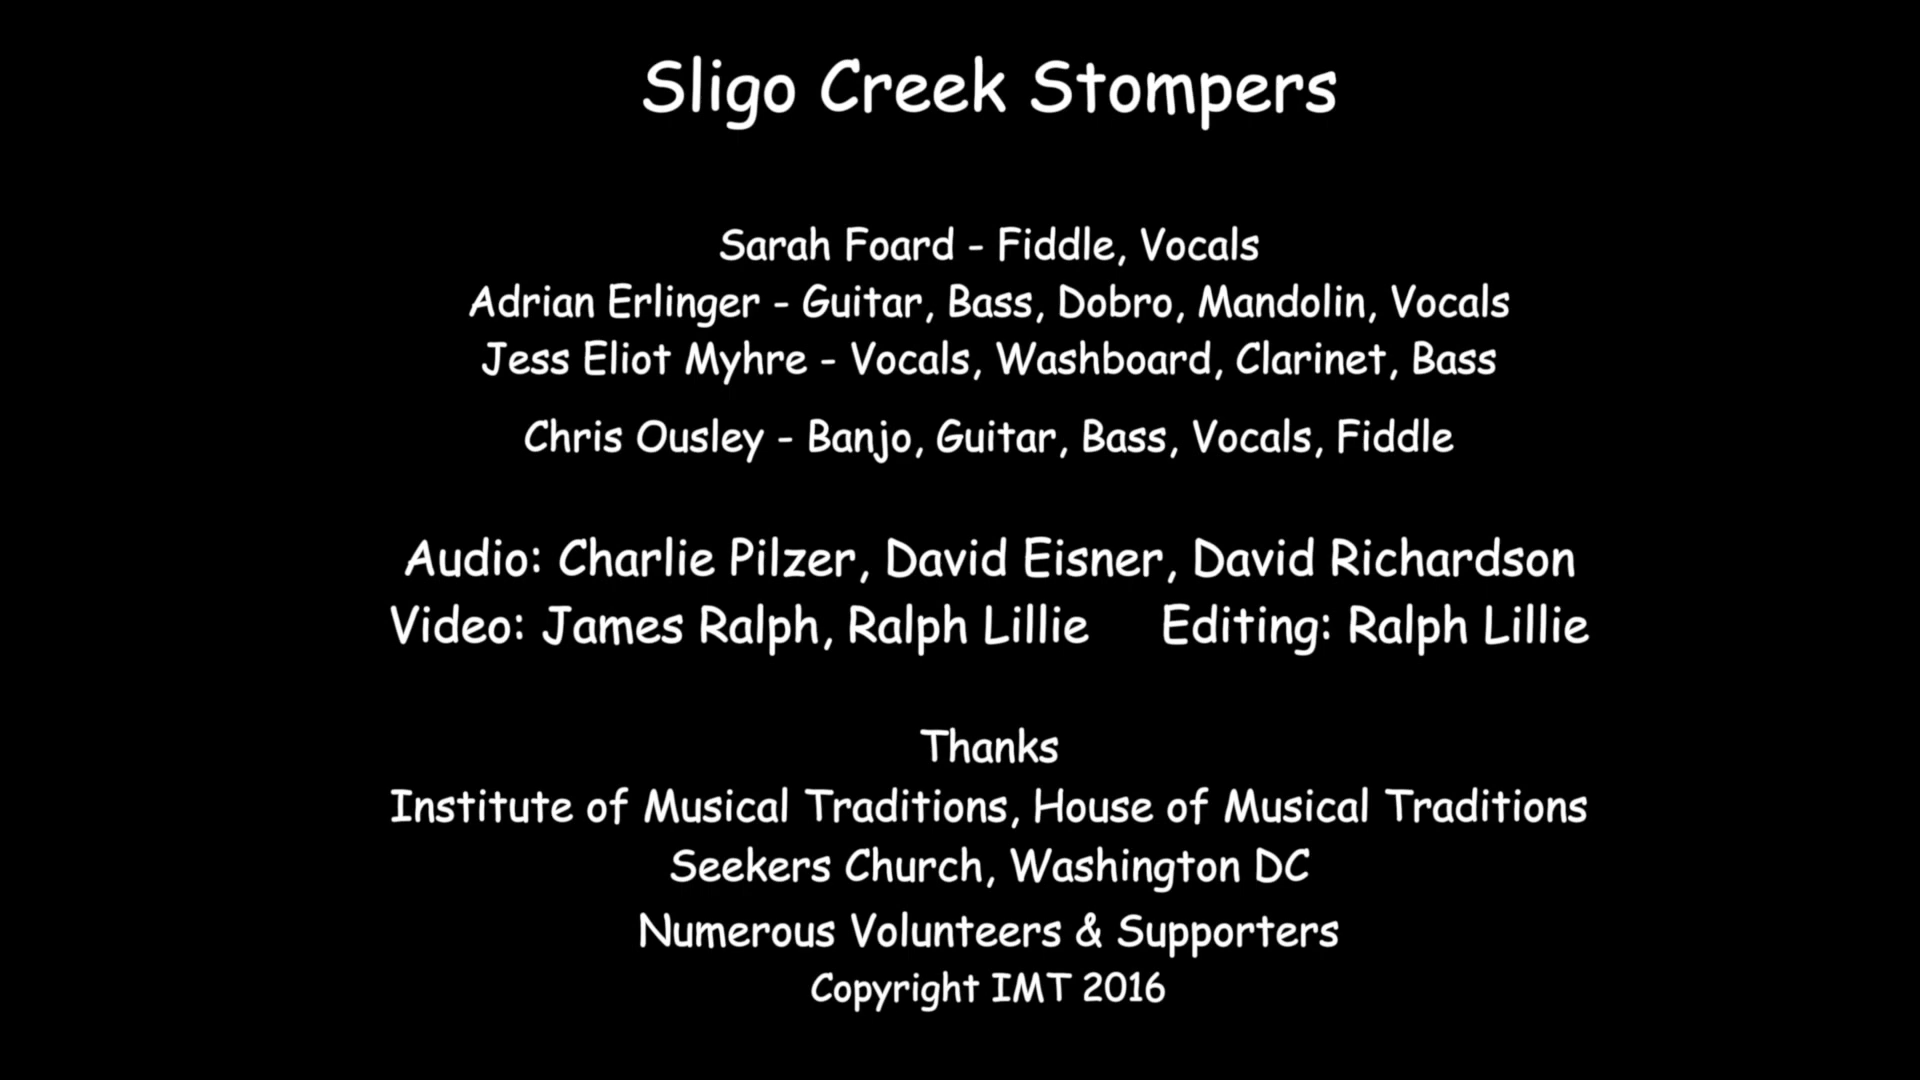 Sligo Creek Stompers
Sarah Foard - Fiddle, Vocals
Adrian Erlinger - Guitar, Bass, Dobro, Mandolin, Vocals
Jess Eliot Myhre - Vocals, Washboard, Clarinet, Bass
Chris Ousley - Banjo, Guitar, Bass, Vocals, Fiddle
Audio: Charlie Pilzer, David Eisner, David Richardson
Video: James Ralph, Ralph Lillie Editing: Ralph Lillie
Thanks
Institute of Musical Traditions, House of Musical Traditions
Seekers Church, Washington DC
Numerous Volunteers & Supporters
Copyright IMT 2016